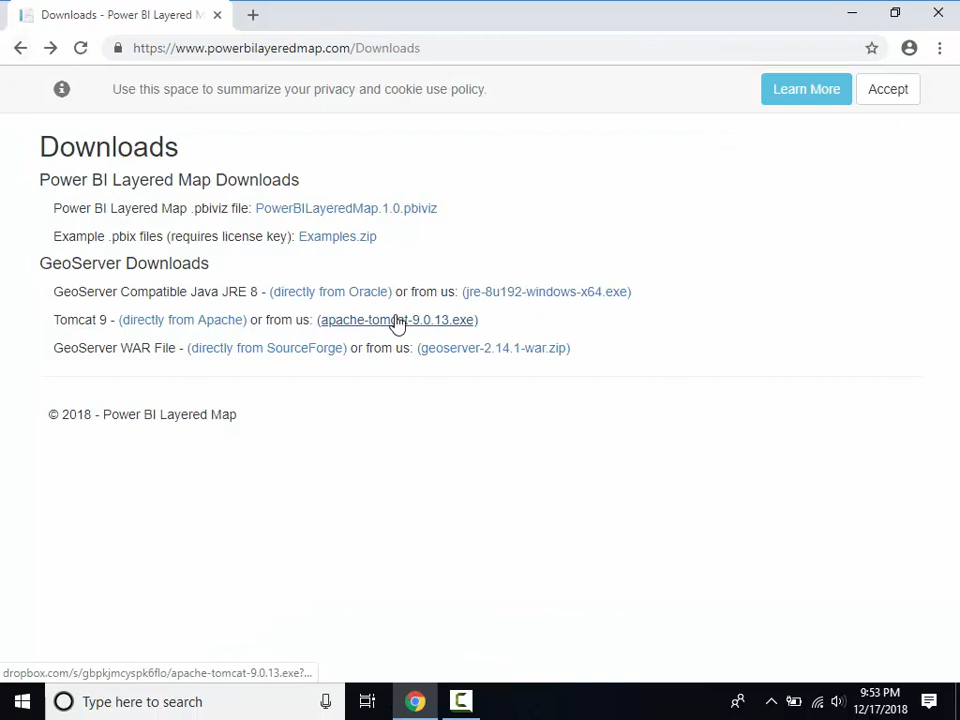 Downloads - Power BI Layered M
https://www.powerbilayeredmap.com/Downloads
Use this space to summarize your privacy and cookie use policy.
Learn More
Accept
Downloads
Power BI Layered Map Downloads
Power BI Layered Map .pbiviz file: PowerBILayeredMap.1.0.pbiviz
Example .pbix files (requires license key): Examples.zip
GeoServer Downloads
GeoServer Compatible Java JRE 8 - (directly from Oracle) or from us: (jre-8u192-windows-x64.exe)
Tomcat 9 - (directly from Apache) or from us: (apache-tomcat-9.0.13.exe)
GeoServer WAR File - (directly from SourceForge) or from us: (geoserver-2.14.1-war.zip)
© 2018 - Power BI Layered Map
dropbox.com/s/gbpkjmcyspk6flo/apache-tomcat-9.0.13.exe?...
Type here to search
9:53 PM
12/17/2018